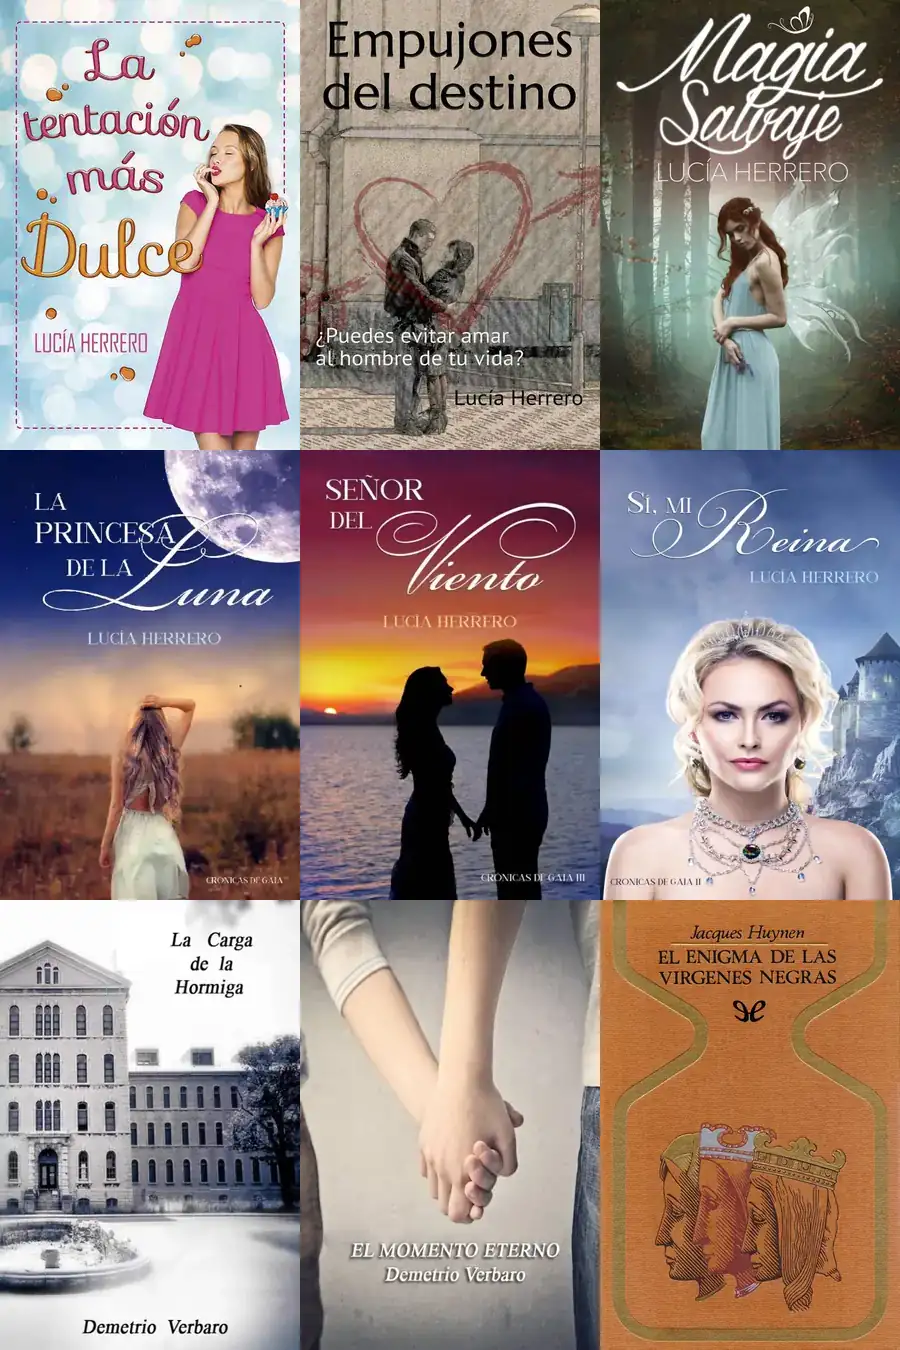 La
tentación
más
Dulce
LUCÍA HERRERO
Empujones
del destino
¿Puedes evitar amar
al hombre de tu vida?
Lucía Herrero
Magia
Salvaje
LUCÍA HERRERO
LA
PRINCESA
DE LA
Luna
LUCÍA HERRERO
CRÓNICAS DE GAIA
SEÑOR
DEL
Viento
LUCÍA HERRERO
CRÓNICAS DE GAIA III
SÍ, MI
Reina
LUCÍA HERRERO
CRÓNICAS DE GAIA II
La Carga
de la
Hormiga
Demetrio Verbaro
EL MOMENTO ETERNO
Demetrio Verbaro
Jacques Huynen
EL ENIGMA DE LAS
VIRGENES NEGRAS